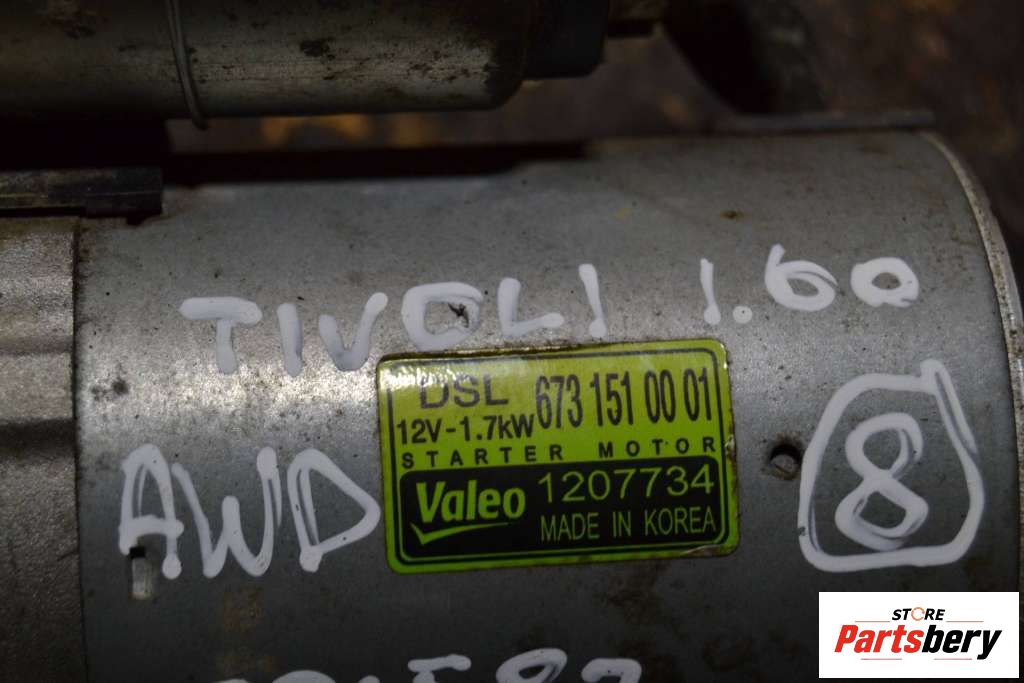 TIVOLI 1.6D
DSL 673 151 00 01
12V-1.7kW
STARTER MOTOR
AWD
Valeo 1207734
MADE IN KOREA
8
STORE
Partsbery